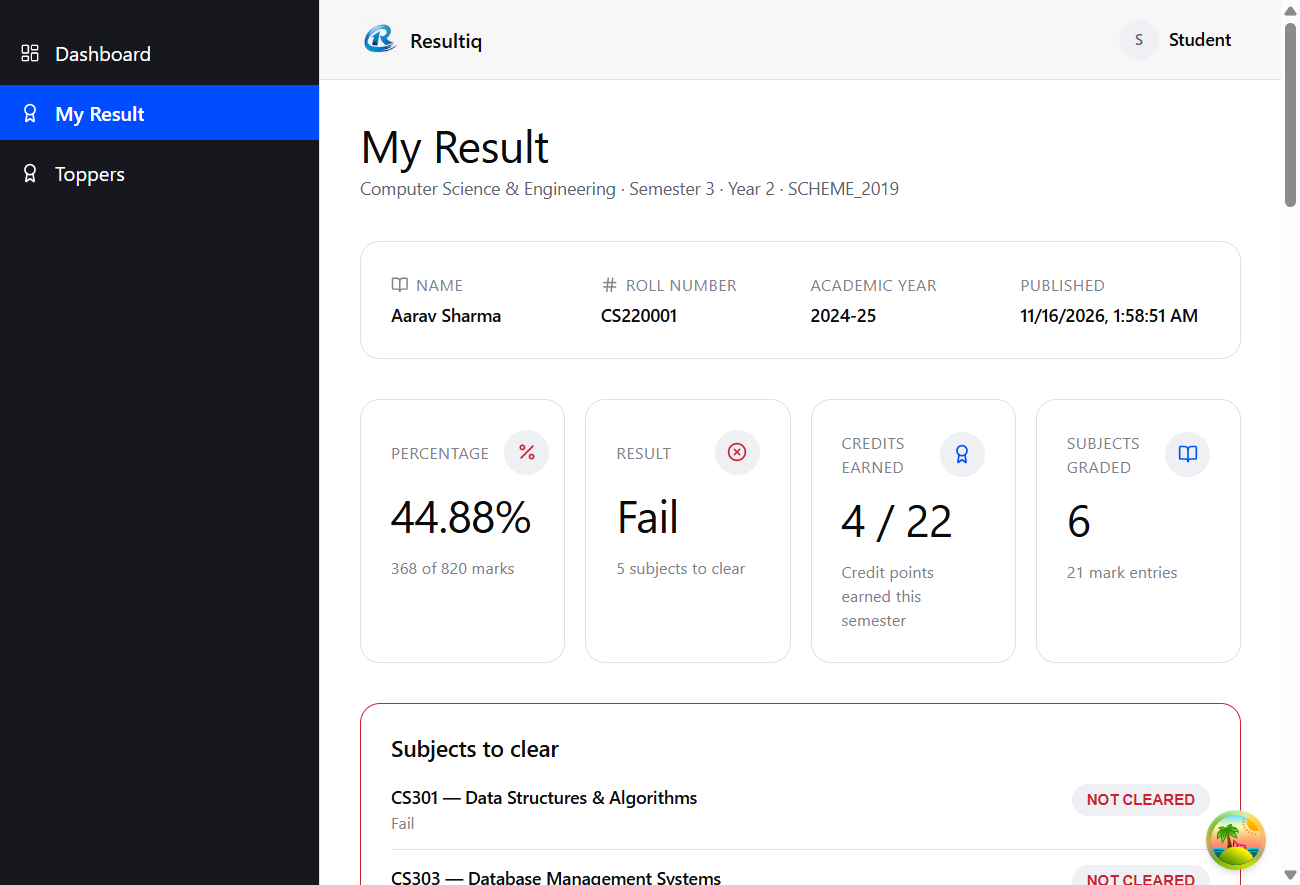 Dashboard
My Result
Toppers
Resultiq
S Student
My Result
Computer Science & Engineering · Semester 3 · Year 2 · SCHEME_2019
NAME
Aarav Sharma
# ROLL NUMBER
CS220001
ACADEMIC YEAR
2024-25
PUBLISHED
11/16/2026, 1:58:51 AM
PERCENTAGE %
44.88%
368 of 820 marks
RESULT
Fail
5 subjects to clear
CREDITS
EARNED
4 / 22
Credit points
earned this
semester
SUBJECTS
GRADED
6
21 mark entries
Subjects to clear
CS301 — Data Structures & Algorithms
Fail
NOT CLEARED
CS303 — Database Management Systems
NOT CLEARED